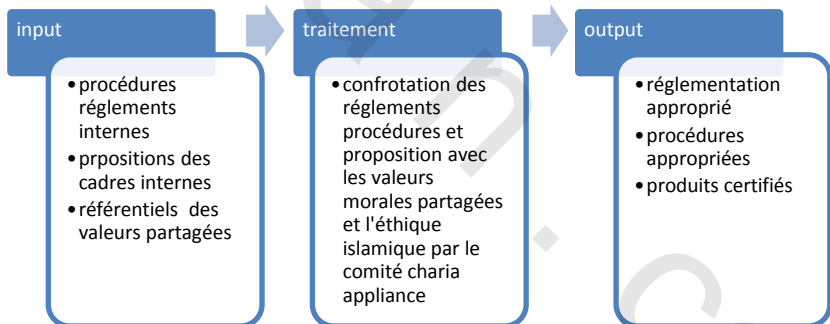 input
•procédures
réglements
internes
•prpositions des
cadres internes
•référentiels des
valeurs partagées
traitement
•confrotation des
réglements
procédures et
proposition avec
les valeurs
morales partagées
et l'éthique
islamique par le
comité charia
appliance
output
•réglementation
approprié
•procédures
appropriées
•produits certifiés